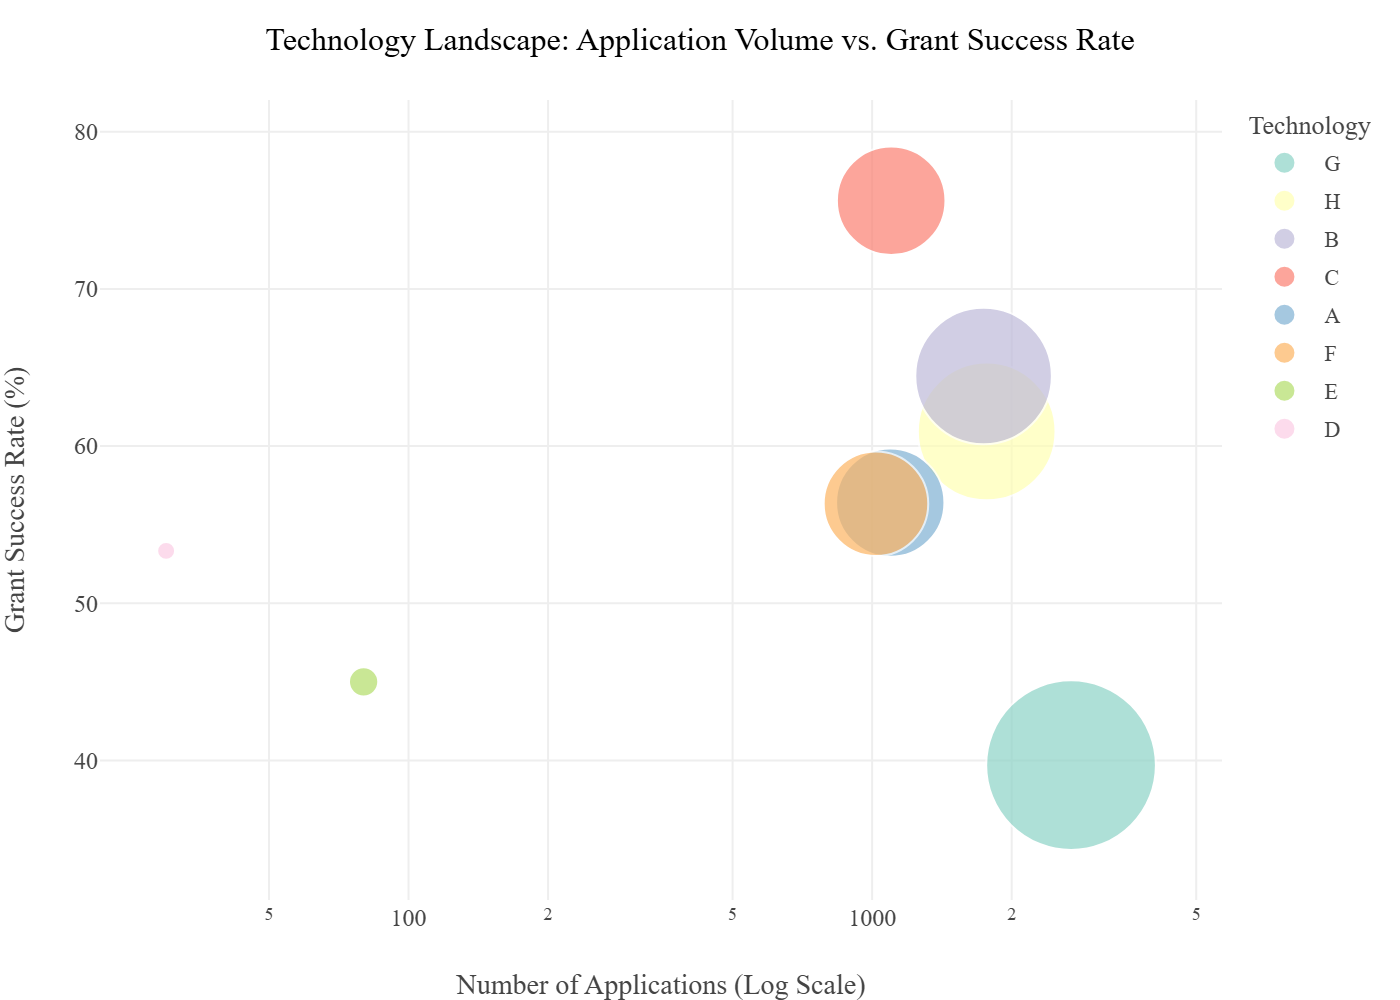 Technology Landscape: Application Volume vs. Grant Success Rate
Technology
G
H
B
C
A
F
E
D
Grant Success Rate (%)
80
70
60
50
40
5
100
2
5
1000
2
5
Number of Applications (Log Scale)